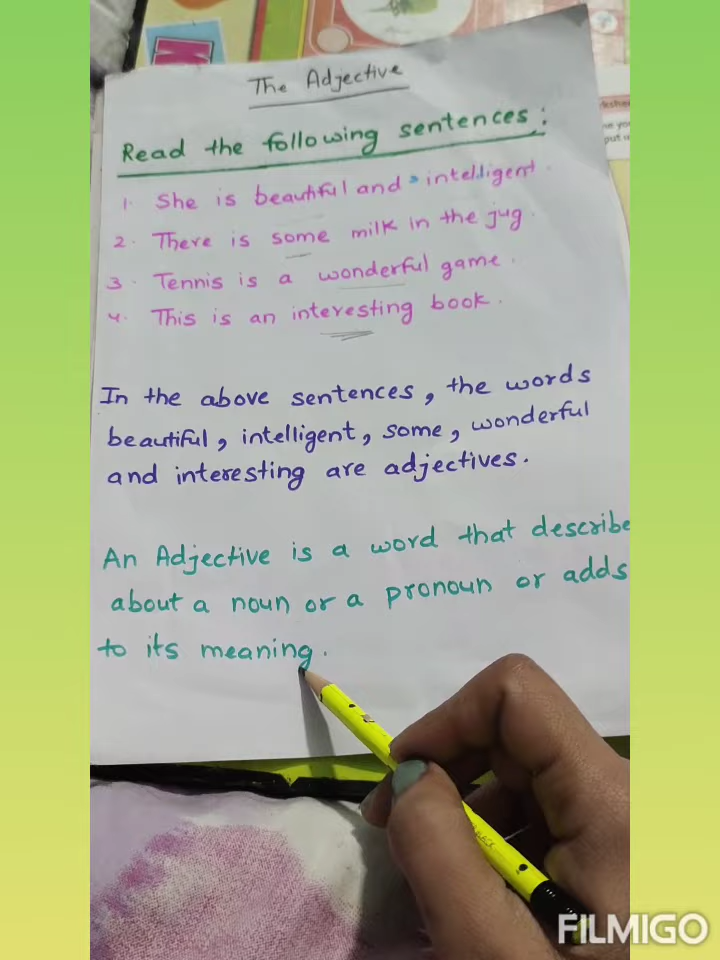 The Adjective
Read the following sentences:
1. She is beautiful and intelligent.
2. There is some milk in the jug.
3. Tennis is a wonderful game.
4. This is an interesting book.
In the above sentences, the words
beautiful, intelligent, some, wonderful
and interesting are adjectives.
An Adjective is a word that describe
about a noun or a pronoun or adds
to its meaning.
FILMIGO